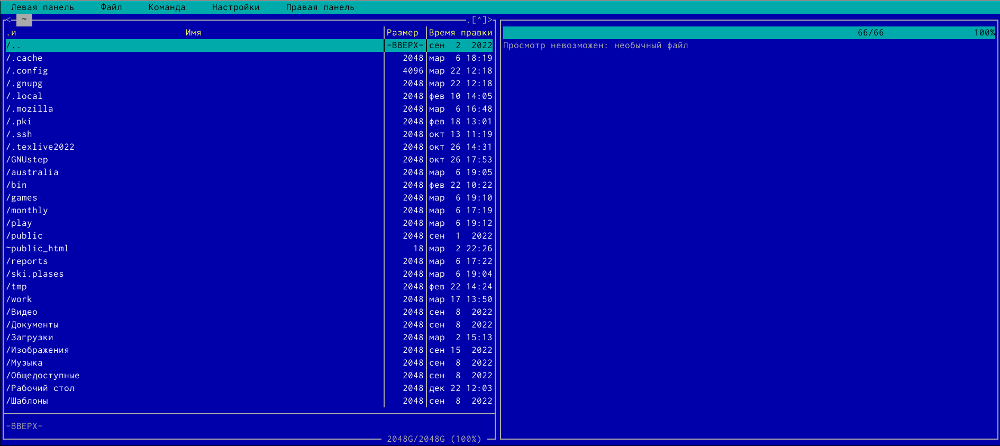 Левая панель Файл Команда Настройки Правая панель
<─ ~ .[^]>
.и Имя Размер Время правки
/.. -ВВЕРХ- сен 2 2022
/.cache 2048 мар 6 18:19
/.config 4096 мар 22 12:18
/.gnupg 2048 мар 22 12:18
/.local 2048 фев 10 14:05
/.mozilla 2048 мар 6 16:48
/.pki 2048 фев 18 13:01
/.ssh 2048 окт 13 11:19
/.texlive2022 2048 окт 26 14:31
/GNUstep 2048 окт 26 17:53
/australia 2048 мар 6 19:05
/bin 2048 фев 22 10:22
/games 2048 мар 6 19:10
/monthly 2048 мар 6 17:19
/play 2048 мар 6 19:12
/public 2048 сен 1 2022
~public_html 18 мар 2 22:26
/reports 2048 мар 6 17:22
/ski.plases 2048 мар 6 19:04
/tmp 2048 фев 22 14:24
/work 2048 мар 17 13:50
/Видео 2048 сен 8 2022
/Документы 2048 сен 8 2022
/Загрузки 2048 мар 2 15:13
/Изображения 2048 сен 15 2022
/Музыка 2048 сен 8 2022
/Общедоступные 2048 сен 8 2022
/Рабочий стол 2048 дек 22 12:03
/Шаблоны 2048 сен 8 2022
-ВВЕРХ-
2048G/2048G (100%)
66/66 100%
Просмотр невозможен: необычный файл